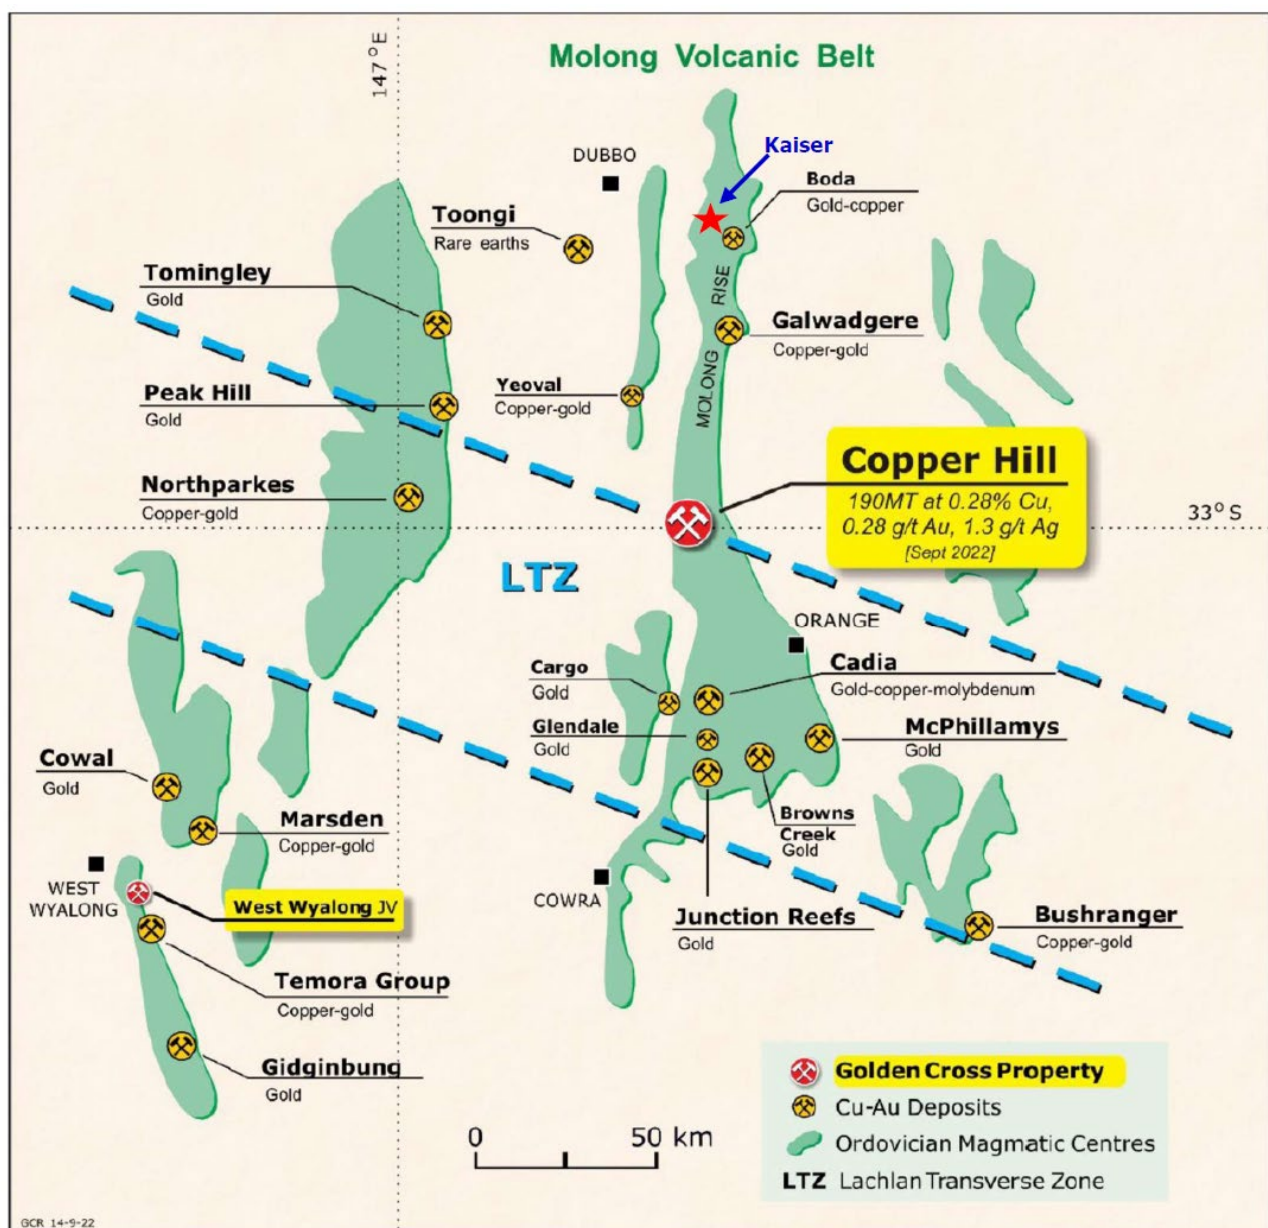 Molong Volcanic Belt
147°E
Kaiser
DUBBO
Boda
Gold-copper
Toongi
Rare earths
Tomingley
Gold
MOLONG RISE
Galwadgere
Copper-gold
Peak Hill
Gold
Yeoval
Copper-gold
Copper Hill
190MT at 0.28% Cu,
0.28 g/t Au, 1.3 g/t Ag
[Sept 2022]
Northparkes
Copper-gold
33°S
LTZ
ORANGE
Cargo
Gold
Cadia
Gold-copper-molybdenum
Glendale
Gold
McPhillamys
Gold
Cowal
Gold
Marsden
Copper-gold
Browns
Creek
Gold
WEST
WYALONG
West Wyalong JV
COWRA
Junction Reefs
Gold
Bushranger
Copper-gold
Temora Group
Copper-gold
Gidginbung
Gold
0 50 km
Golden Cross Property
Cu-Au Deposits
Ordovician Magmatic Centres
LTZ Lachlan Transverse Zone
GCR 14-9-22